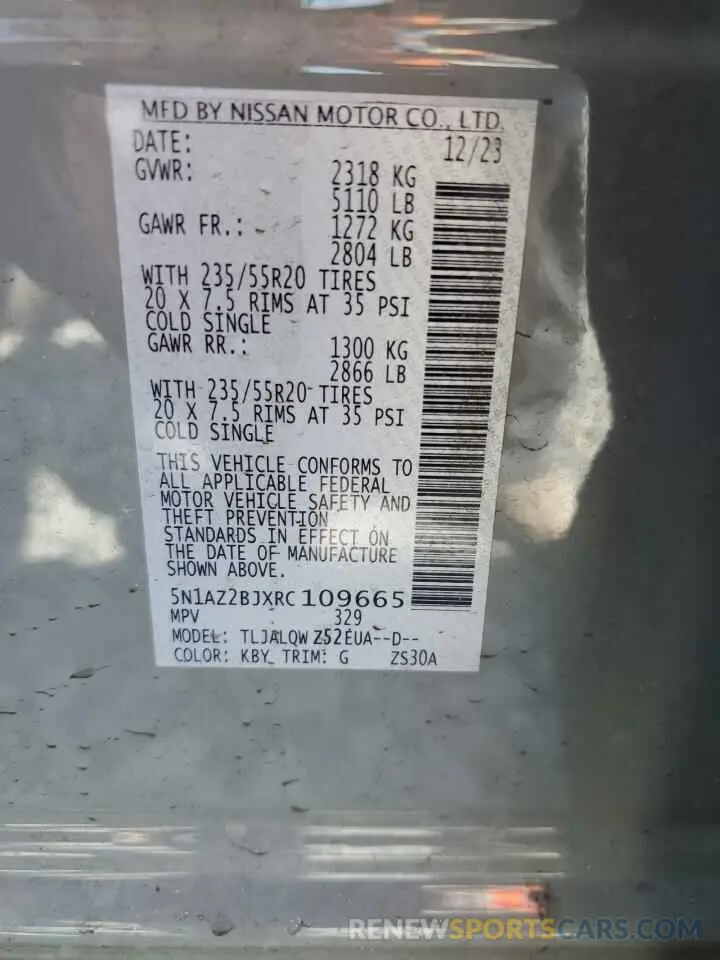 MFD BY NISSAN MOTOR CO., LTD.
DATE: 12/23
GVWR: 2318 KG
5110 LB
GAWR FR.: 1272 KG
2804 LB
WITH 235/55R20 TIRES
20 X 7.5 RIMS AT 35 PSI
COLD SINGLE
GAWR RR.: 1300 KG
2866 LB
WITH 235/55R20 TIRES
20 X 7.5 RIMS AT 35 PSI
COLD SINGLE
THIS VEHICLE CONFORMS TO
ALL APPLICABLE FEDERAL
MOTOR VEHICLE SAFETY AND
THEFT PREVENTION
STANDARDS IN EFFECT ON
THE DATE OF MANUFACTURE
SHOWN ABOVE.
5N1AZ2BJXRC109665
MPV 329
MODEL: TLJALQWZ52EUA--D--
COLOR: KBY TRIM: G ZS30A
RENEWSPORTSCARS.COM